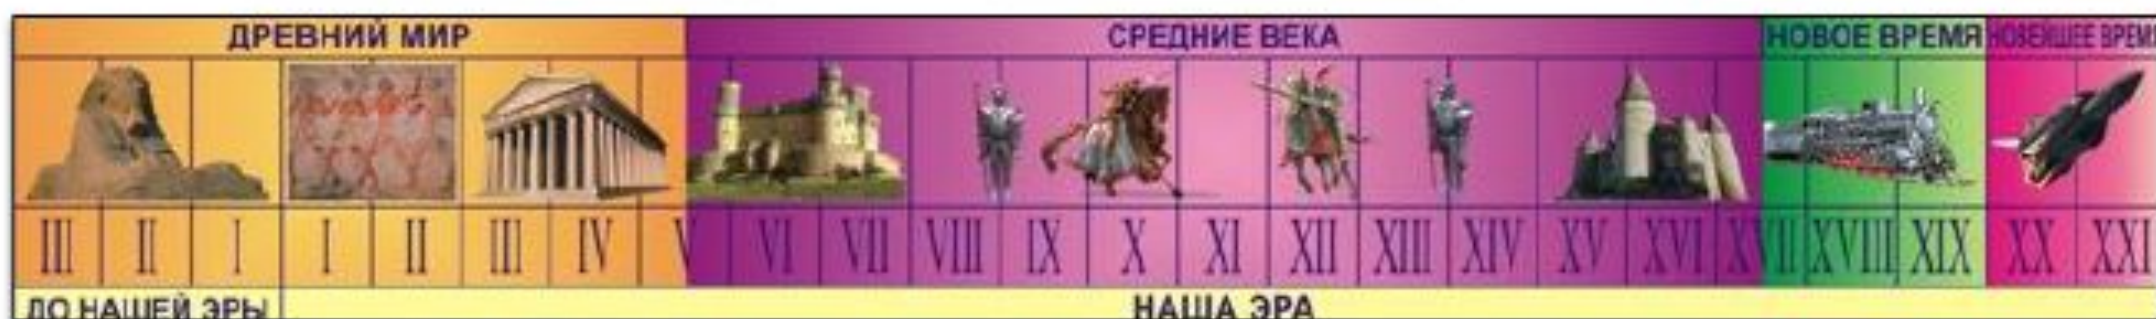 ДРЕВНИЙ МИР СРЕДНИЕ ВЕКА НОВОЕ ВРЕМЯ НОВЕЙШЕЕ ВРЕМЯ
III II I I II III IV V VI VII VIII IX X XI XII XIII XIV XV XVI XVII XVIII XIX XX XXI
ДО НАШЕЙ ЭРЫ НАША ЭРА